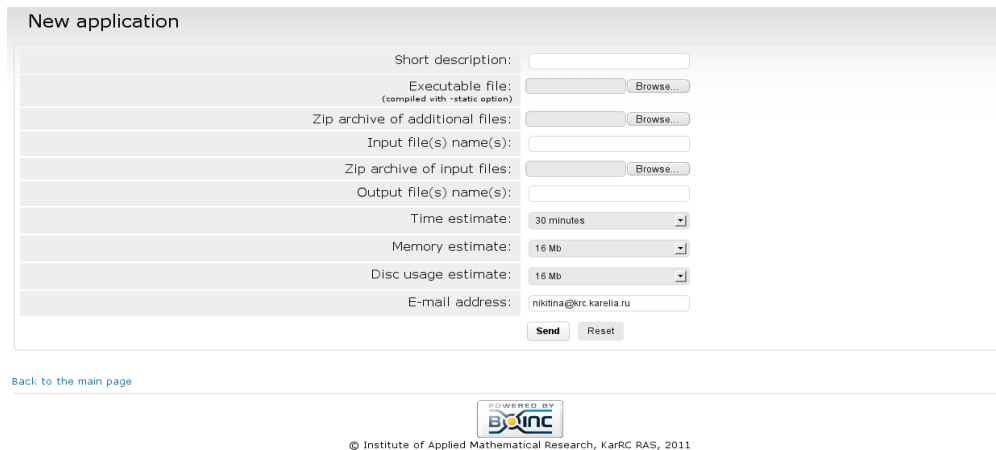 New application
Short description:
Executable file: Browse...
(compiled with -static option)
Zip archive of additional files: Browse...
Input file(s) name(s):
Zip archive of input files: Browse...
Output file(s) name(s):
Time estimate: 30 minutes
Memory estimate: 16 Mb
Disc usage estimate: 16 Mb
E-mail address: nikitina@krc.karelia.ru
Send Reset
Back to the main page
POWERED BY
BOINC
© Institute of Applied Mathematical Research, KarRC RAS, 2011